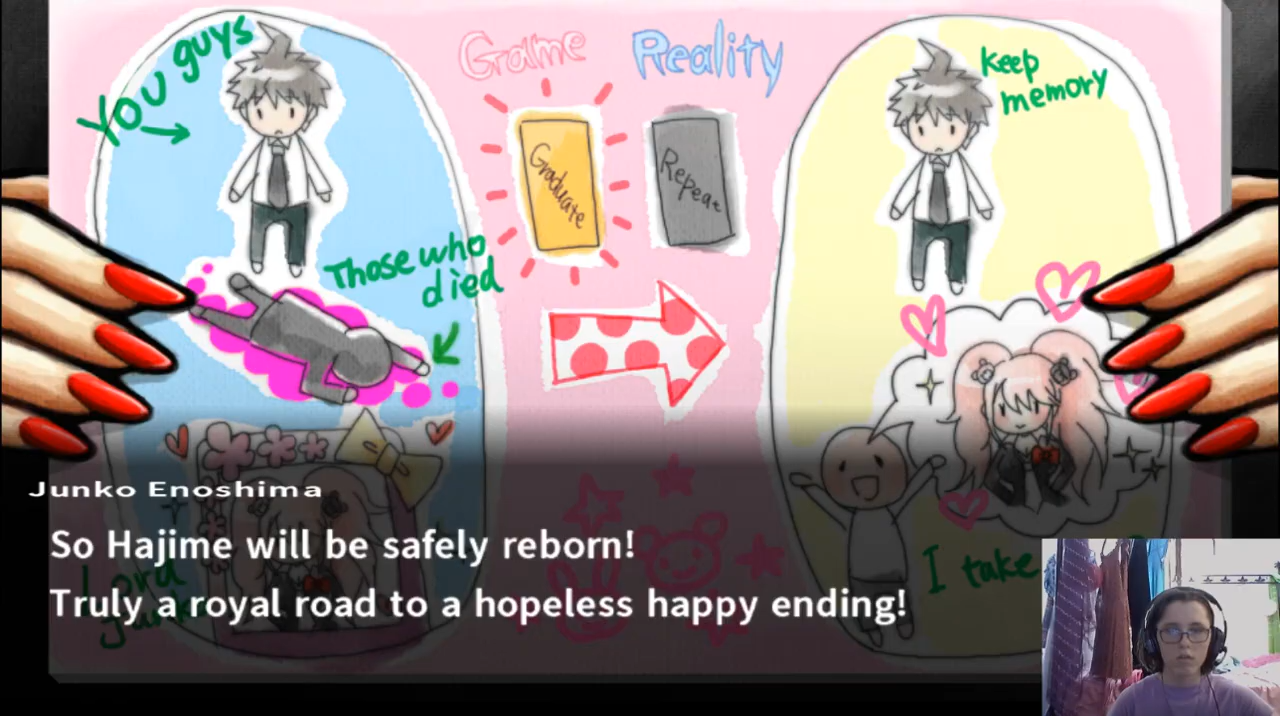 You guys
Game
Reality
Keep
memory
Graduate
Repeat
Those who
died
Junko Enoshima
So Hajime will be safely reborn!
Truly a royal road to a hopeless happy ending!
Lord
I take